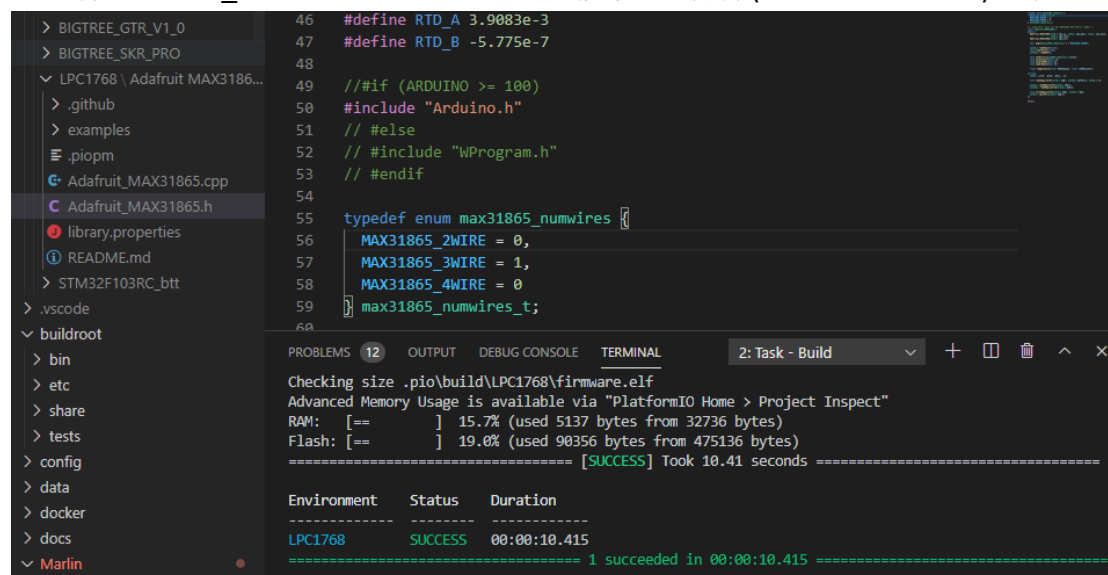 BIGTREE_GTR_V1_0
BIGTREE_SKR_PRO
LPC1768 \ Adafruit MAX3186...
.github
examples
.piopm
Adafruit_MAX31865.cpp
Adafruit_MAX31865.h
library.properties
README.md
STM32F103RC_btt
.vscode
buildroot
bin
etc
share
tests
config
data
docker
docs
Marlin
46 #define RTD_A 3.9083e-3
47 #define RTD_B -5.775e-7
48
49 //#if (ARDUINO >= 100)
50 #include "Arduino.h"
51 // #else
52 // #include "WProgram.h"
53 // #endif
54
55 typedef enum max31865_numwires {
56 MAX31865_2WIRE = 0,
57 MAX31865_3WIRE = 1,
58 MAX31865_4WIRE = 0
59 } max31865_numwires_t;
60
PROBLEMS 12 OUTPUT DEBUG CONSOLE TERMINAL 2: Task - Build
Checking size .pio\build\LPC1768\firmware.elf
Advanced Memory Usage is available via "PlatformIO Home > Project Inspect"
RAM: [== ] 15.7% (used 5137 bytes from 32736 bytes)
Flash: [== ] 19.0% (used 90356 bytes from 475136 bytes)
=================================== [SUCCESS] Took 10.41 seconds ===================================
Environment Status Duration
------------- -------- ------------
LPC1768 SUCCESS 00:00:10.415
==================================== 1 succeeded in 00:00:10.415 ====================================